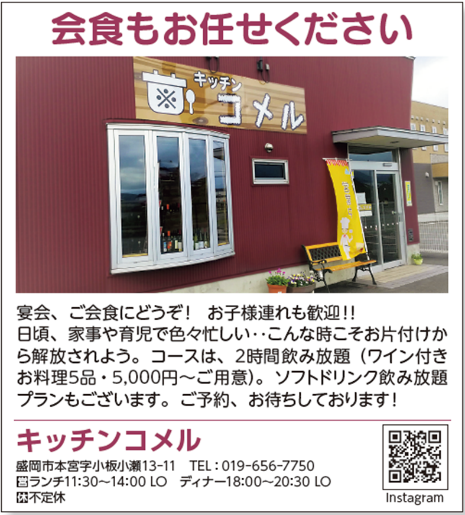 会食もお任せください
キッチン
コメル
宴会、ご会食にどうぞ！ お子様連れも歓迎!!
日頃、家事や育児で色々忙しい‥こんな時こそお片付けか
ら解放されよう。コースは、2時間飲み放題（ワイン付き
お料理5品・5,000円〜ご用意）。ソフトドリンク飲み放題
プランもございます。ご予約、お待ちしております！
キッチンコメル
盛岡市本宮字小板小瀬13-11 TEL：019-656-7750
営ランチ11:30〜14:00 LO ディナー18:00〜20:30 LO
休不定休
Instagram